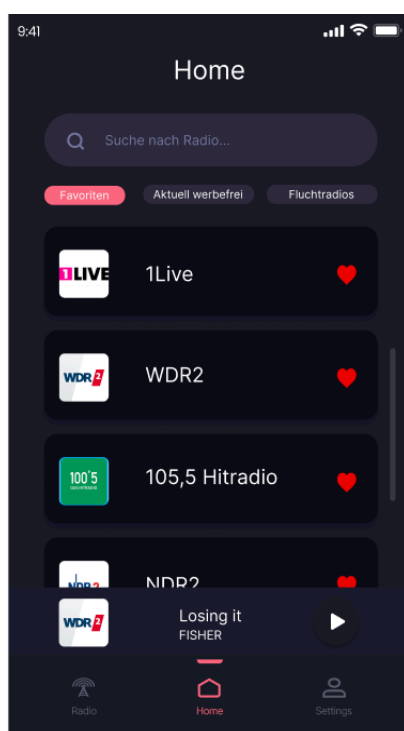 9:41
Home
Suche nach Radio...
Favoriten
Aktuell werbefrei
Fluchtradios
1LIVE
1Live
WDR2
WDR2
100'5
105,5 Hitradio
NDR2
NDR2
WDR2
Losing it
FISHER
Radio
Home
Settings